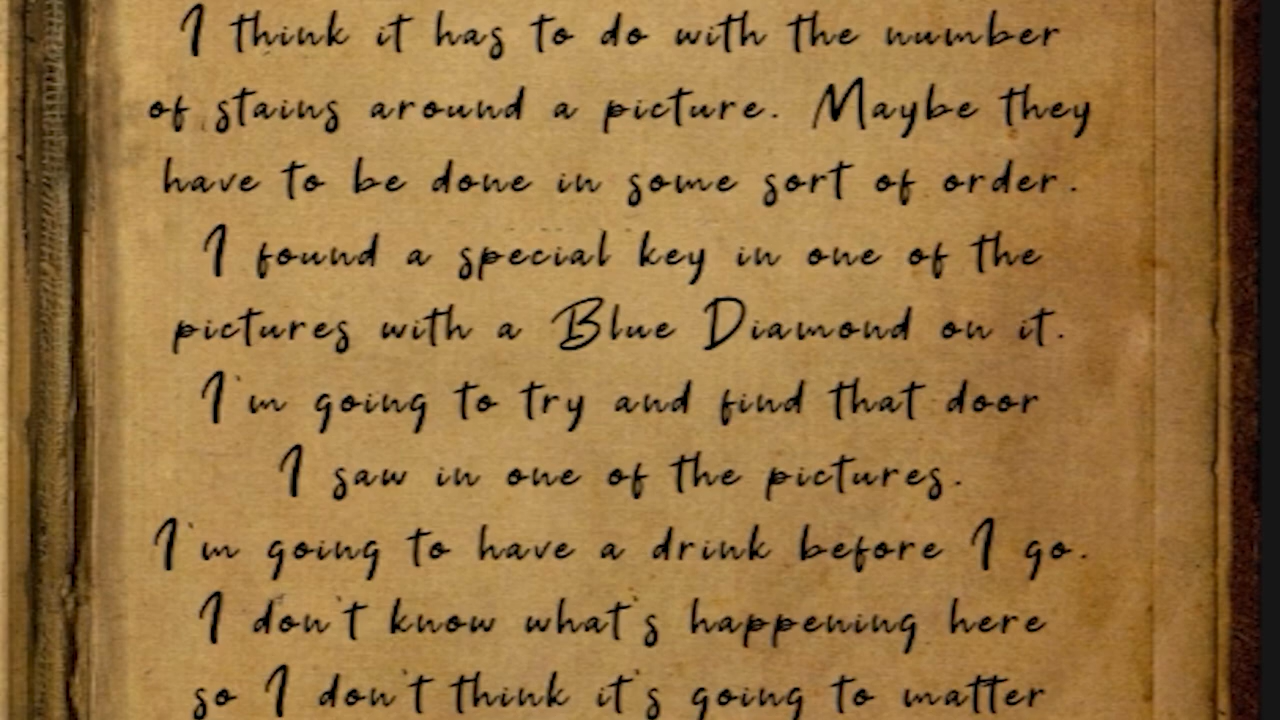 I think it has to do with the number
of stains around a picture. Maybe they
have to be done in some sort of order.
I found a special key in one of the
pictures with a Blue Diamond on it.
I'm going to try and find that door
I saw in one of the pictures.
I'm going to have a drink before I go.
I don't know what's happening here
so I don't think it's going to matter